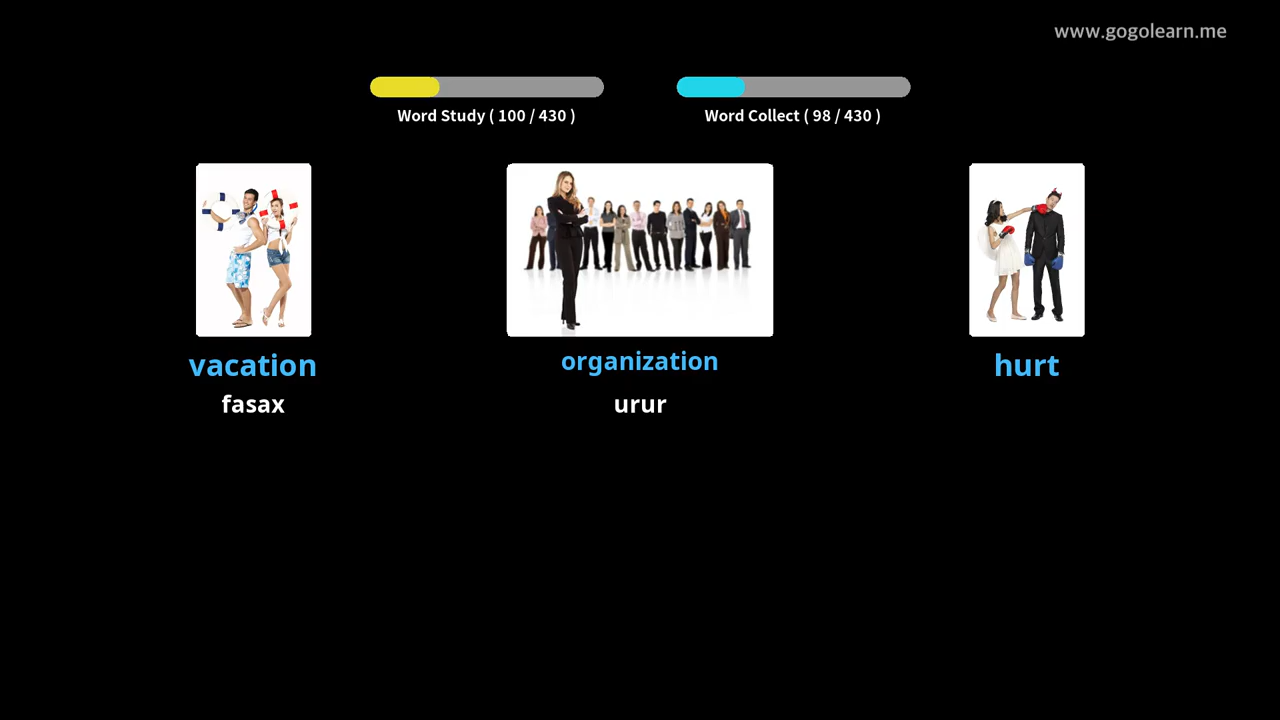 www.gogolearn.me
Word Study ( 100 / 430 )
Word Collect ( 98 / 430 )
vacation
fasax
organization
urur
hurt